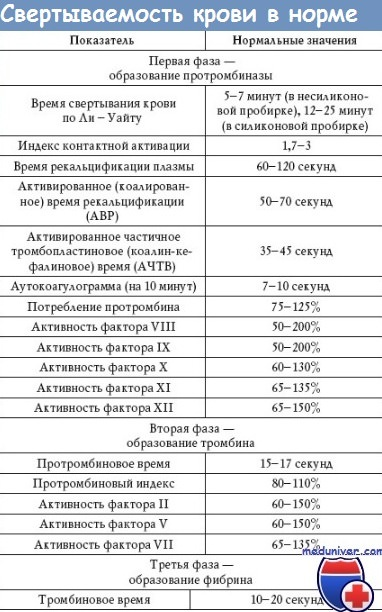 Свертываемость крови в норме
Показатель Нормальные значения
Первая фаза —
образование протромбиназы
Время свертывания крови
по Ли – Уайту
5–7 минут (в несиликоно-
вой пробирке), 12–25 минут
(в силиконовой пробирке)
Индекс контактной активации 1,7–3
Время рекальцификации плазмы 60–120 секунд
Активированное (коалирован-
ное) время рекальцификации
(АВР)
50–70 секунд
Активированное частичное
тромбопластиновое (коалин-ке-
фалиновое) время (АЧТВ)
35–45 секунд
Аутокоагулограмма (на 10 минут) 7–10 секунд
Потребление протромбина 75–125%
Активность фактора VIII 50–200%
Активность фактора IX 50–200%
Активность фактора X 60–130%
Активность фактора XI 65–135%
Активность фактора XII 65–150%
Вторая фаза —
образование тромбина
Протромбиновое время 15–17 секунд
Протромбиновый индекс 80–110%
Активность фактора II 60–150%
Активность фактора V 60–150%
Активность фактора VII 65–135%
meduniver.com
Третья фаза —
образование фибрина
Тромбиновое время 10–20 секунд